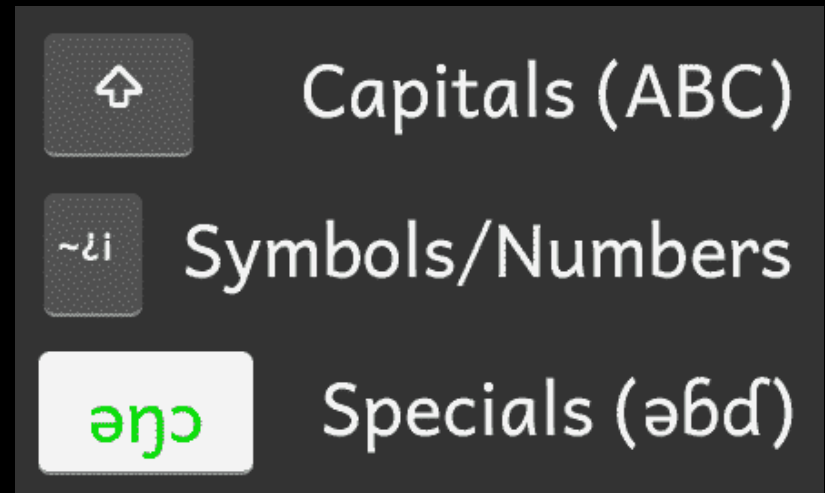 Capitals (ABC)
~¿¡ Symbols/Numbers
əŋɔ Specials (əɓɗ)